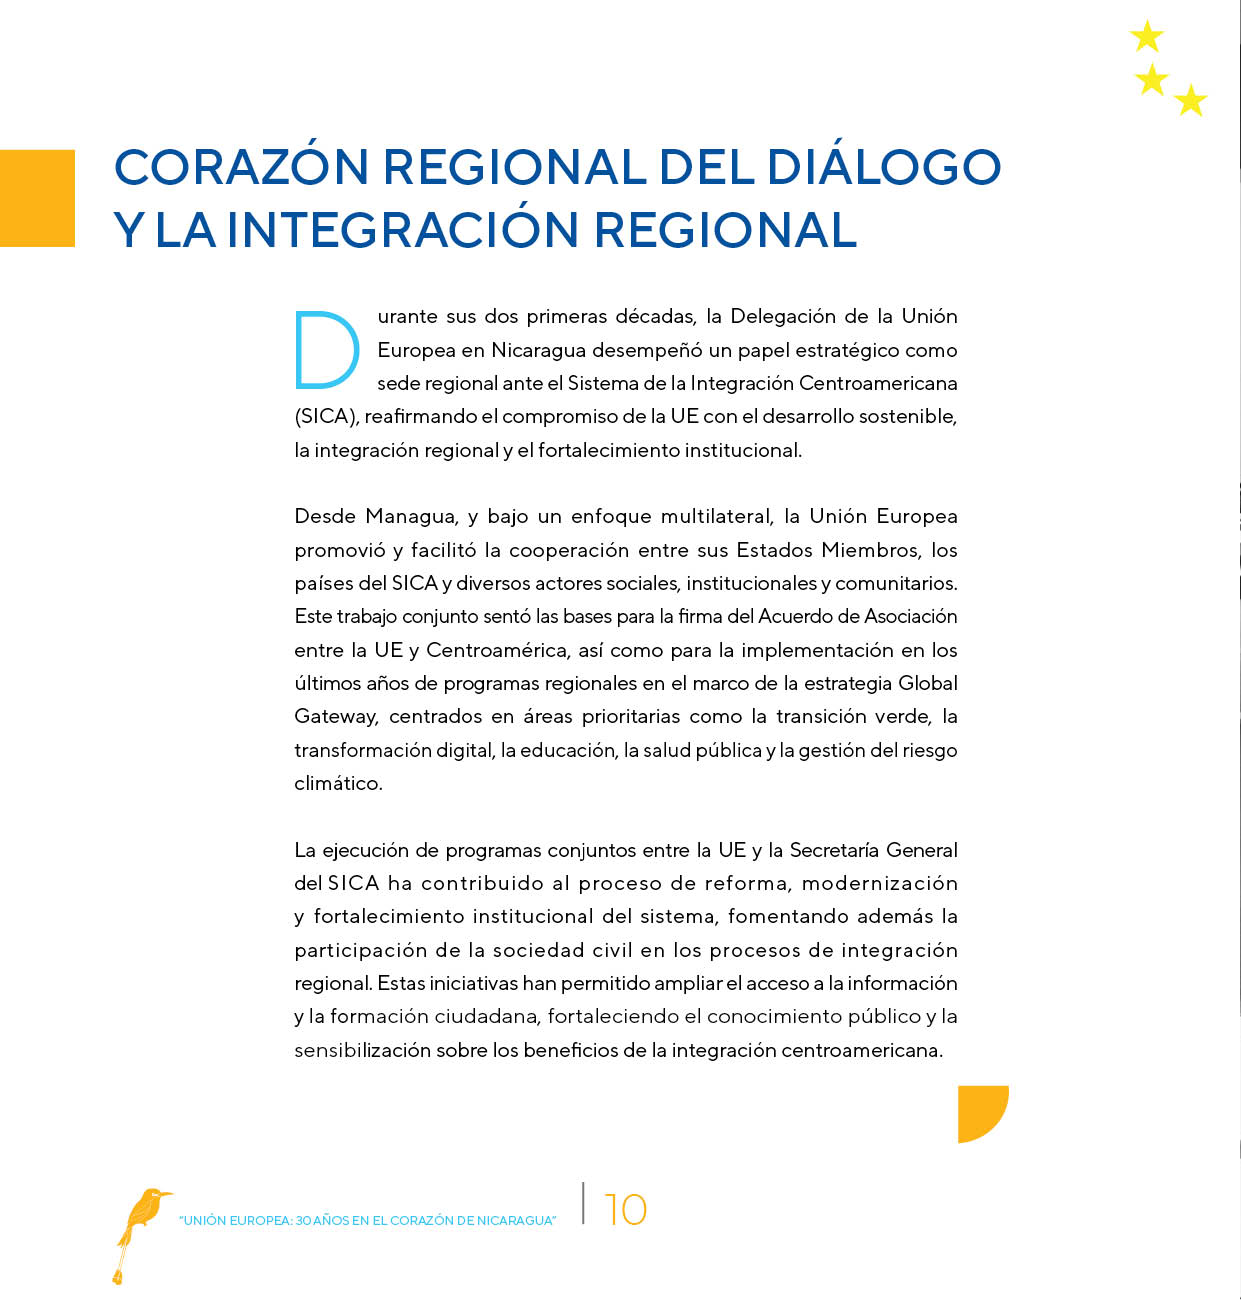 CORAZÓN REGIONAL DEL DIÁLOGO
Y LA INTEGRACIÓN REGIONAL
Durante sus dos primeras décadas, la Delegación de la Unión
Europea en Nicaragua desempeñó un papel estratégico como
sede regional ante el Sistema de la Integración Centroamericana
(SICA), reafirmando el compromiso de la UE con el desarrollo sostenible,
la integración regional y el fortalecimiento institucional.
Desde Managua, y bajo un enfoque multilateral, la Unión Europea
promovió y facilitó la cooperación entre sus Estados Miembros, los
países del SICA y diversos actores sociales, institucionales y comunitarios.
Este trabajo conjunto sentó las bases para la firma del Acuerdo de Asociación
entre la UE y Centroamérica, así como para la implementación en los
últimos años de programas regionales en el marco de la estrategia Global
Gateway, centrados en áreas prioritarias como la transición verde, la
transformación digital, la educación, la salud pública y la gestión del riesgo
climático.
La ejecución de programas conjuntos entre la UE y la Secretaría General
del SICA ha contribuido al proceso de reforma, modernización
y fortalecimiento institucional del sistema, fomentando además la
participación de la sociedad civil en los procesos de integración
regional. Estas iniciativas han permitido ampliar el acceso a la información
y la formación ciudadana, fortaleciendo el conocimiento público y la
sensibilización sobre los beneficios de la integración centroamericana.
"UNIÓN EUROPEA: 30 AÑOS EN EL CORAZÓN DE NICARAGUA"
10